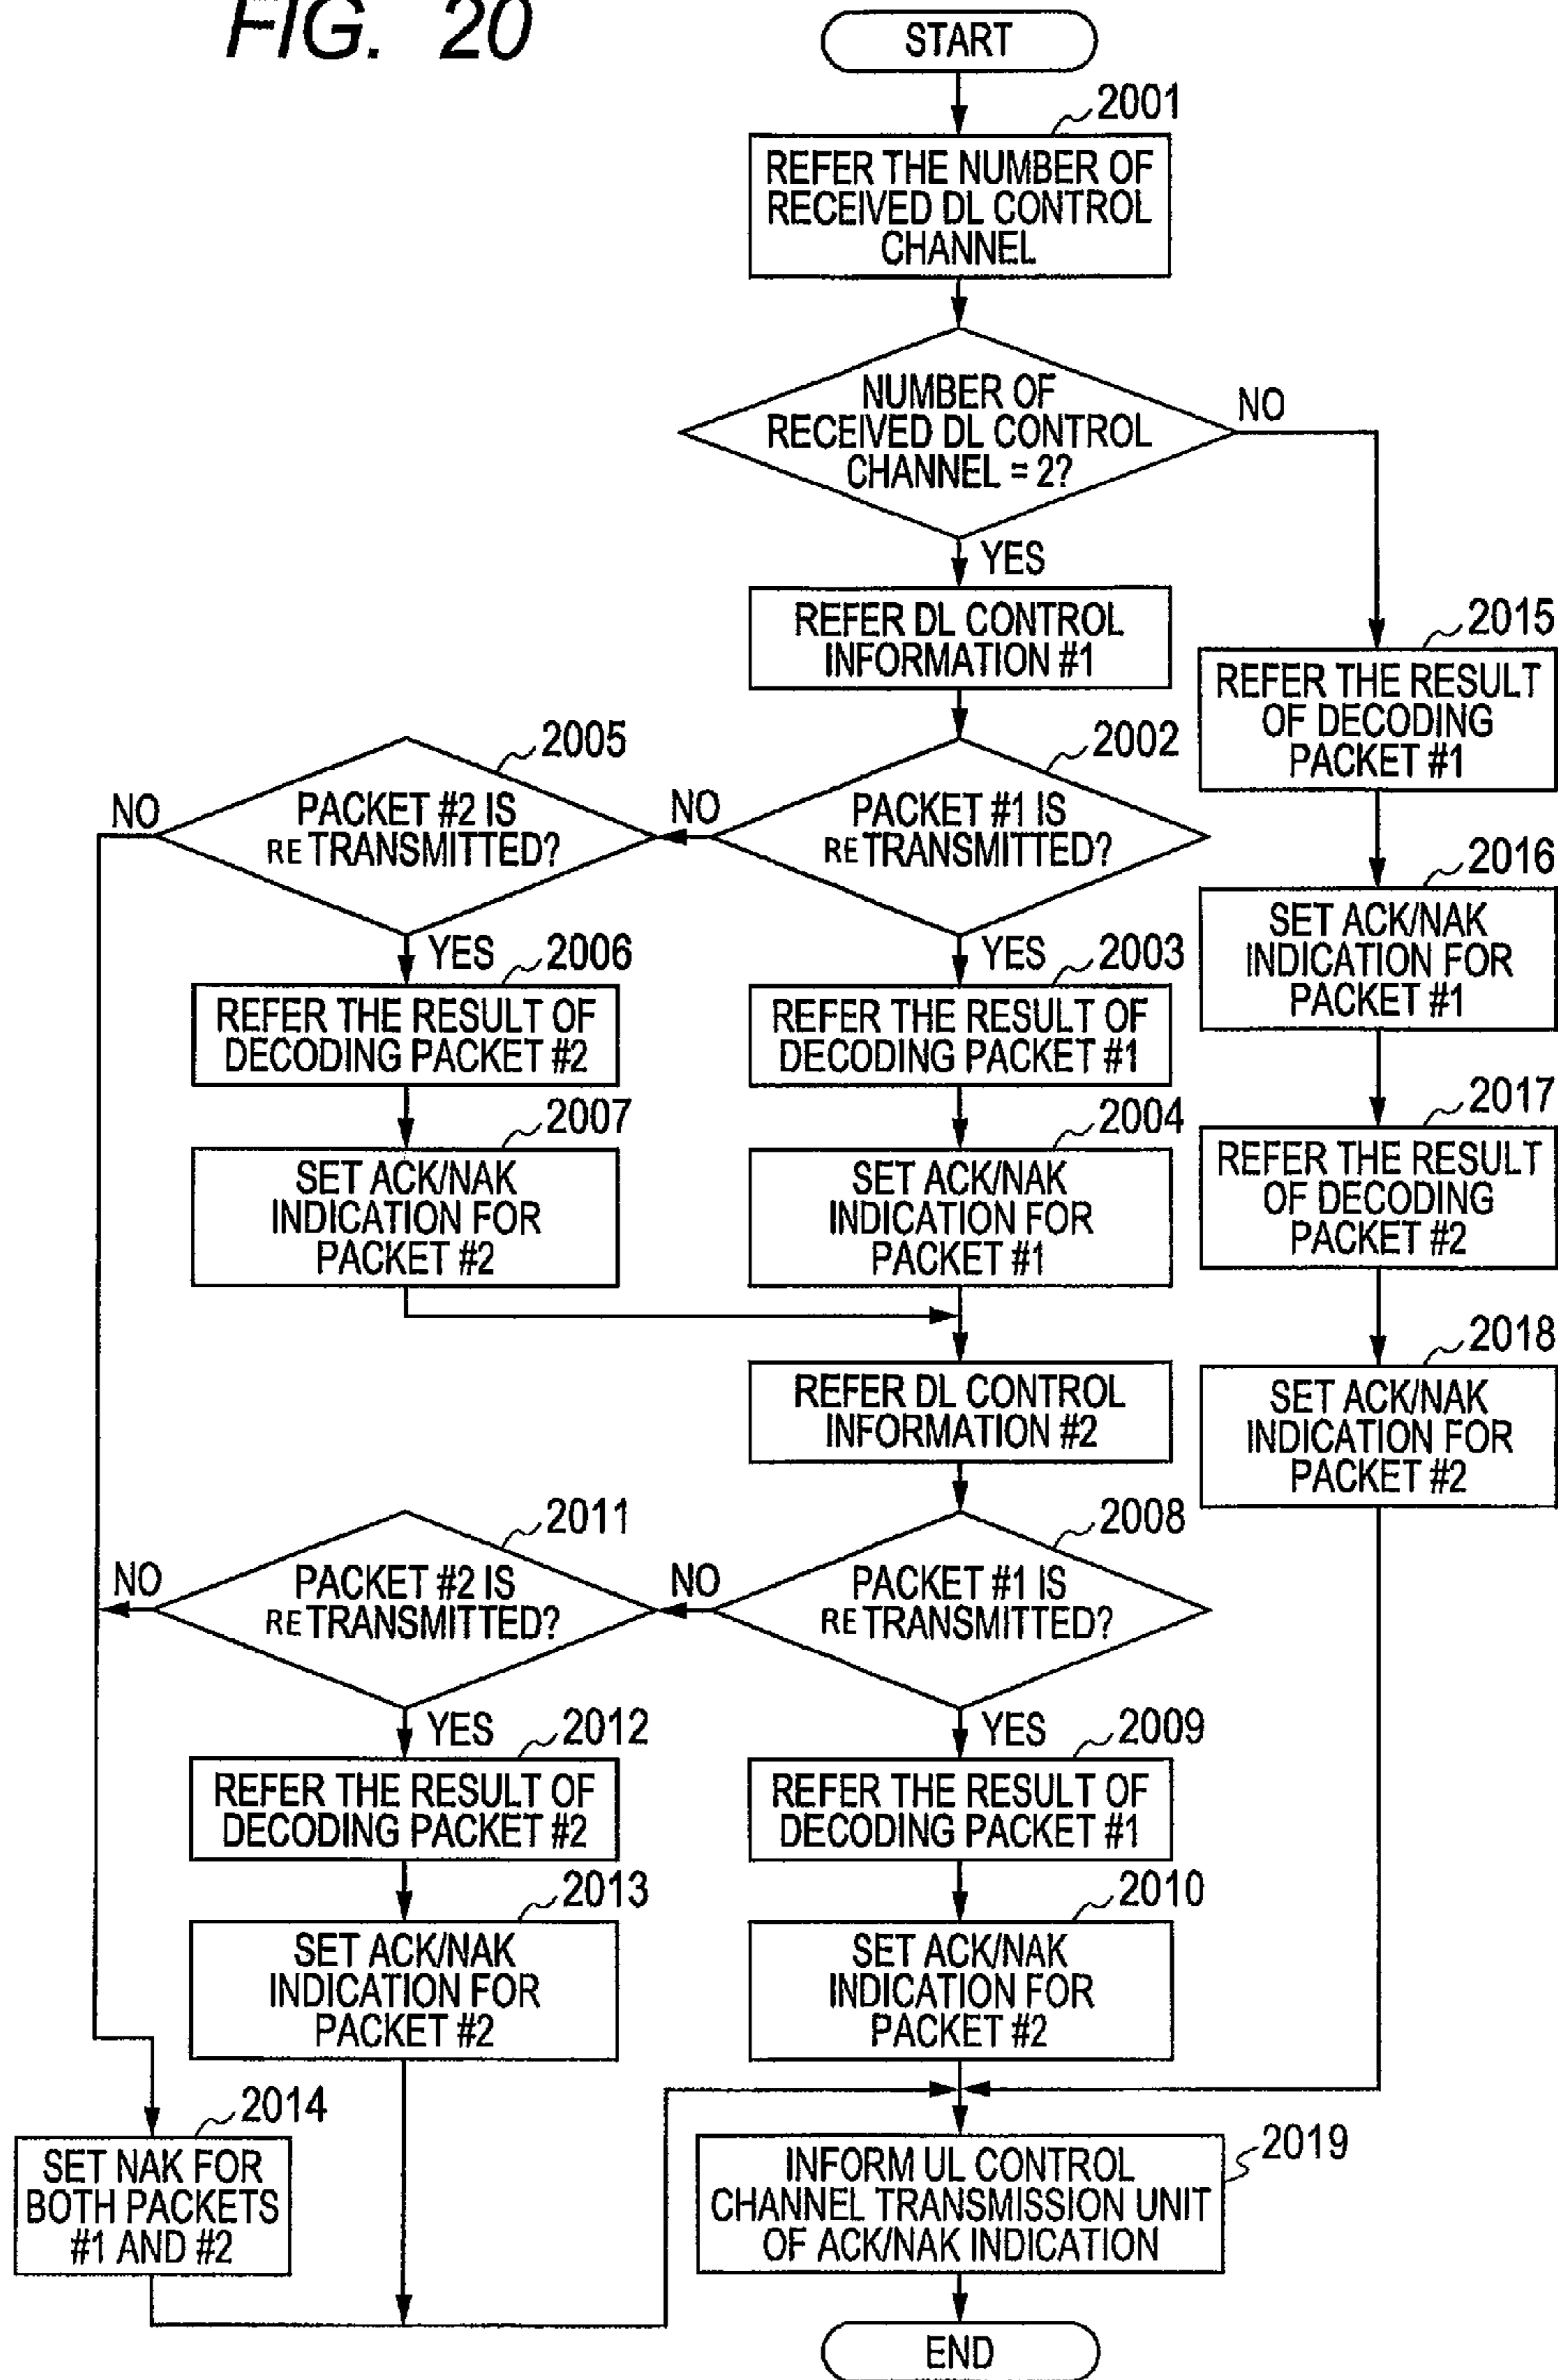 FIG. 20
START
2001
REFER THE NUMBER OF
RECEIVED DL CONTROL
CHANNEL
NUMBER OF
RECEIVED DL CONTROL
CHANNEL = 2?
NO
YES
REFER DL CONTROL
INFORMATION #1
2015
REFER THE RESULT
OF DECODING
PACKET #1
2005
PACKET #2 IS
RETRANSMITTED?
NO
NO
2002
PACKET #1 IS
RETRANSMITTED?
2016
SET ACK/NAK
INDICATION FOR
PACKET #1
YES
2006
REFER THE RESULT OF
DECODING PACKET #2
YES
2003
REFER THE RESULT OF
DECODING PACKET #1
2017
REFER THE RESULT
OF DECODING
PACKET #2
2007
SET ACK/NAK
INDICATION FOR
PACKET #2
2004
SET ACK/NAK
INDICATION FOR
PACKET #1
2018
SET ACK/NAK
INDICATION FOR
PACKET #2
REFER DL CONTROL
INFORMATION #2
2011
PACKET #2 IS
RETRANSMITTED?
NO
NO
2008
PACKET #1 IS
RETRANSMITTED?
YES
2012
REFER THE RESULT OF
DECODING PACKET #2
YES
2009
REFER THE RESULT OF
DECODING PACKET #1
2013
SET ACK/NAK
INDICATION FOR
PACKET #2
2010
SET ACK/NAK
INDICATION FOR
PACKET #2
2014
SET NAK FOR
BOTH PACKETS
#1 AND #2
2019
INFORM UL CONTROL
CHANNEL TRANSMISSION UNIT
OF ACK/NAK INDICATION
END